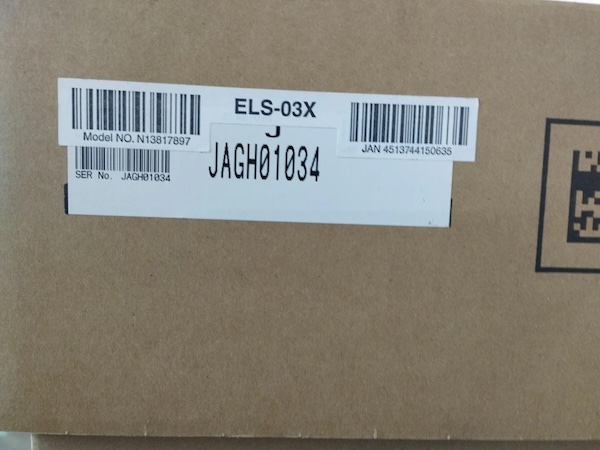 ELS-03X
Model NO. N13817897
JAN 4513744150635
J
SER No. JAGH01034
JAGH01034